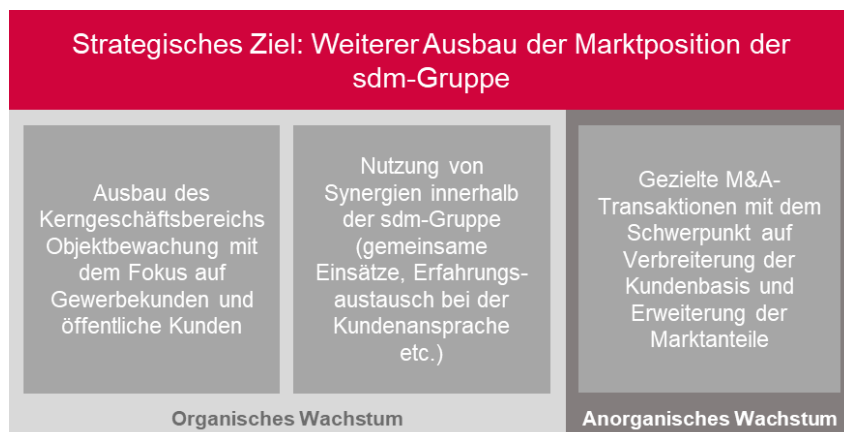 Strategisches Ziel: Weiterer Ausbau der Marktposition der
sdm-Gruppe
Ausbau des
Kerngeschäftsbereichs
Objektbewachung mit
dem Fokus auf
Gewerbekunden und
öffentliche Kunden
Nutzung von
Synergien innerhalb
der sdm-Gruppe
(gemeinsame
Einsätze, Erfahrungs-
austausch bei der
Kundenansprache
etc.)
Gezielte M&A-
Transaktionen mit dem
Schwerpunkt auf
Verbreiterung der
Kundenbasis und
Erweiterung der
Marktanteile
Organisches Wachstum
Anorganisches Wachstum